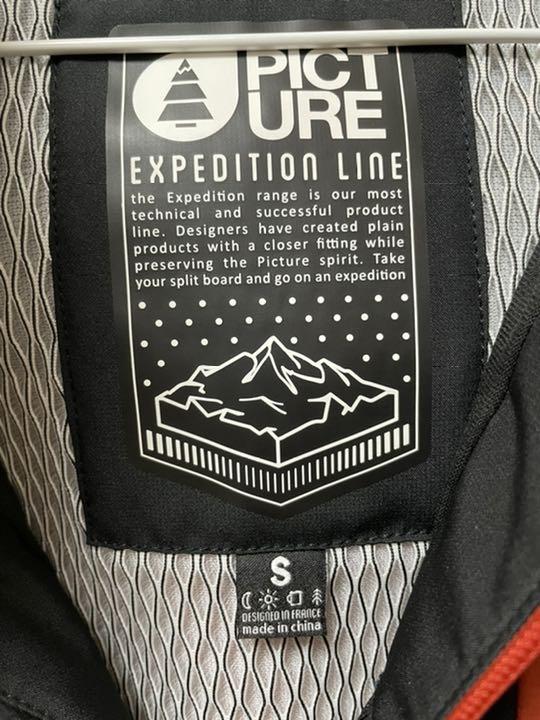 PICT
URE
EXPEDITION LINE
the Expedition range is our most
technical and successful product
line. Designers have created plain
products with a closer fitting while
preserving the Picture spirit. Take
your split board and go on an expedition
S
DESIGNED IN FRANCE
made in china